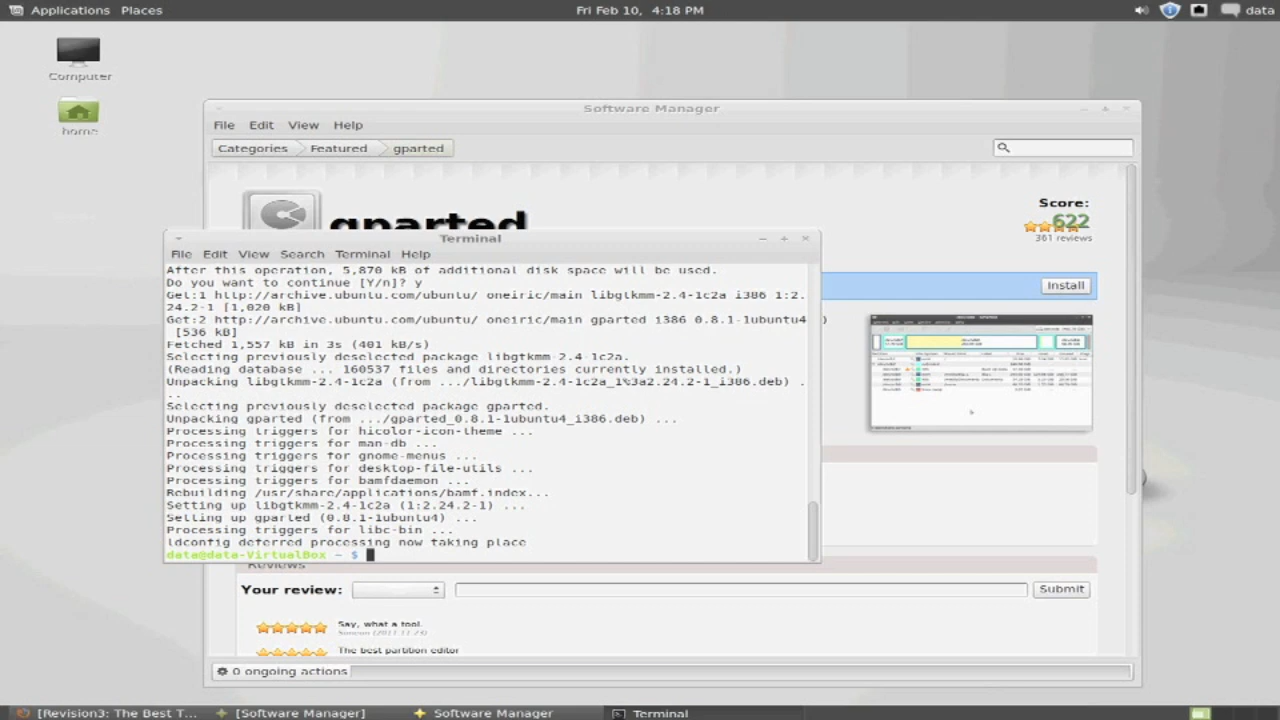 Applications Places
Fri Feb 10, 4:18 PM
data
Computer
home
Software Manager
File Edit View Help
Categories Featured gparted
gparted
Score:
622
361 reviews
Install
Terminal
File Edit View Search Terminal Help
After this operation, 5,870 kB of additional disk space will be used.
Do you want to continue [Y/n]? y
Get:1 http://archive.ubuntu.com/ubuntu/ oneiric/main libgtkmm-2.4-1c2a i386 1:2.
24.2-1 [1,020 kB]
Get:2 http://archive.ubuntu.com/ubuntu/ oneiric/main gparted i386 0.8.1-1ubuntu4
[536 kB]
Fetched 1,557 kB in 3s (401 kB/s)
Selecting previously deselected package libgtkmm-2.4-1c2a.
(Reading database ... files and directories currently installed.)
Unpacking libgtkmm-2.4-1c2a (from .../libgtkmm-2.4-1c2a_1%3a2.24.2-1_i386.deb)
..
Selecting previously deselected package gparted.
Unpacking gparted (from .../gparted_0.8.1-1ubuntu4_i386.deb) ...
Processing triggers for hicolor-icon-theme ...
Processing triggers for man-db ...
Processing triggers for gnome-menus ...
Processing triggers for desktop-file-utils ...
Processing triggers for bamfdaemon ...
Rebuilding /usr/share/applications/bamf.index...
Setting up libgtkmm-2.4-1c2a (1:2.24.2-1) ...
Setting up gparted (0.8.1-1ubuntu4) ...
Processing triggers for libc-bin ...
ldconfig deferred processing now taking place
data@data-VirtualBox ~ $
Reviews
Your review:
Submit
Say, what a tool.
The best partition editor
0 ongoing actions
[Revision3: The Best T... [Software Manager] Software Manager Terminal